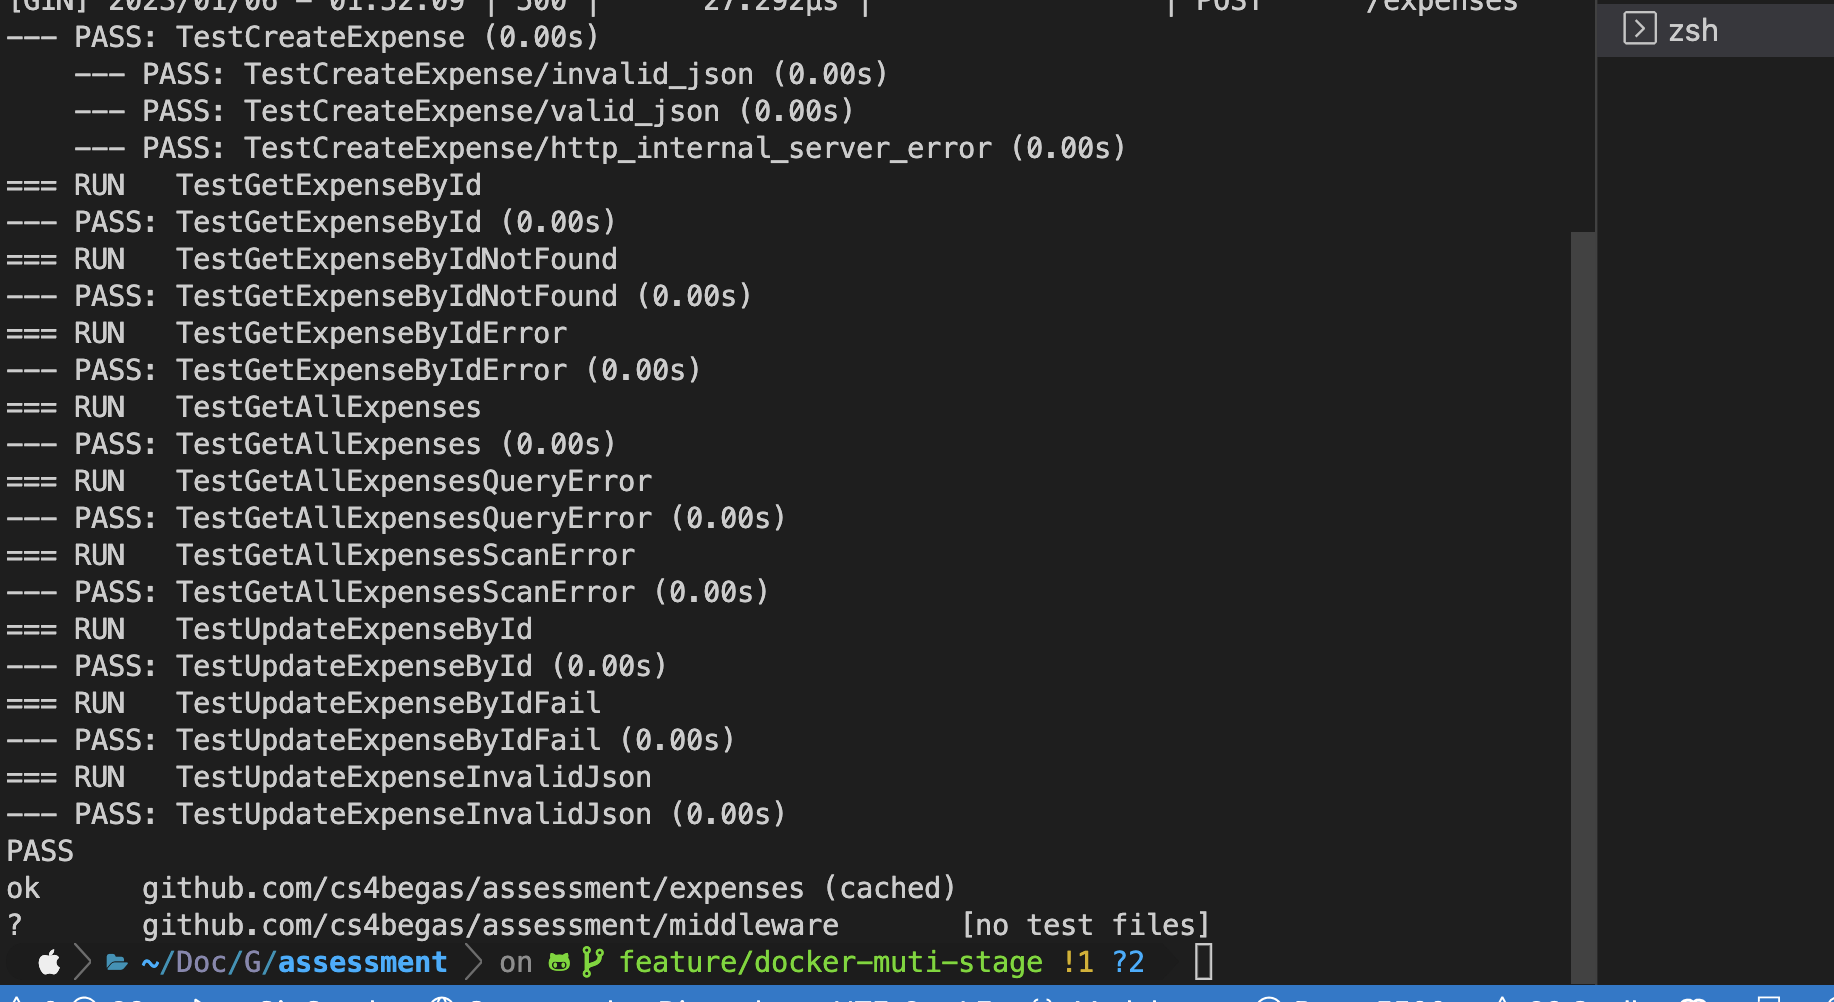 [GIN] 2023/01/06 - 01:52:09 | 500 | 27.292µs | | POST /expenses
--- PASS: TestCreateExpense (0.00s)
--- PASS: TestCreateExpense/invalid_json (0.00s)
--- PASS: TestCreateExpense/valid_json (0.00s)
--- PASS: TestCreateExpense/http_internal_server_error (0.00s)
=== RUN TestGetExpenseById
--- PASS: TestGetExpenseById (0.00s)
=== RUN TestGetExpenseByIdNotFound
--- PASS: TestGetExpenseByIdNotFound (0.00s)
=== RUN TestGetExpenseByIdError
--- PASS: TestGetExpenseByIdError (0.00s)
=== RUN TestGetAllExpenses
--- PASS: TestGetAllExpenses (0.00s)
=== RUN TestGetAllExpensesQueryError
--- PASS: TestGetAllExpensesQueryError (0.00s)
=== RUN TestGetAllExpensesScanError
--- PASS: TestGetAllExpensesScanError (0.00s)
=== RUN TestUpdateExpenseById
--- PASS: TestUpdateExpenseById (0.00s)
=== RUN TestUpdateExpenseByIdFail
--- PASS: TestUpdateExpenseByIdFail (0.00s)
=== RUN TestUpdateExpenseInvalidJson
--- PASS: TestUpdateExpenseInvalidJson (0.00s)
PASS
ok github.com/cs4begas/assessment/expenses (cached)
? github.com/cs4begas/assessment/middleware [no test files]
~/Doc/G/assessment on feature/docker-muti-stage !1 ?2
zsh